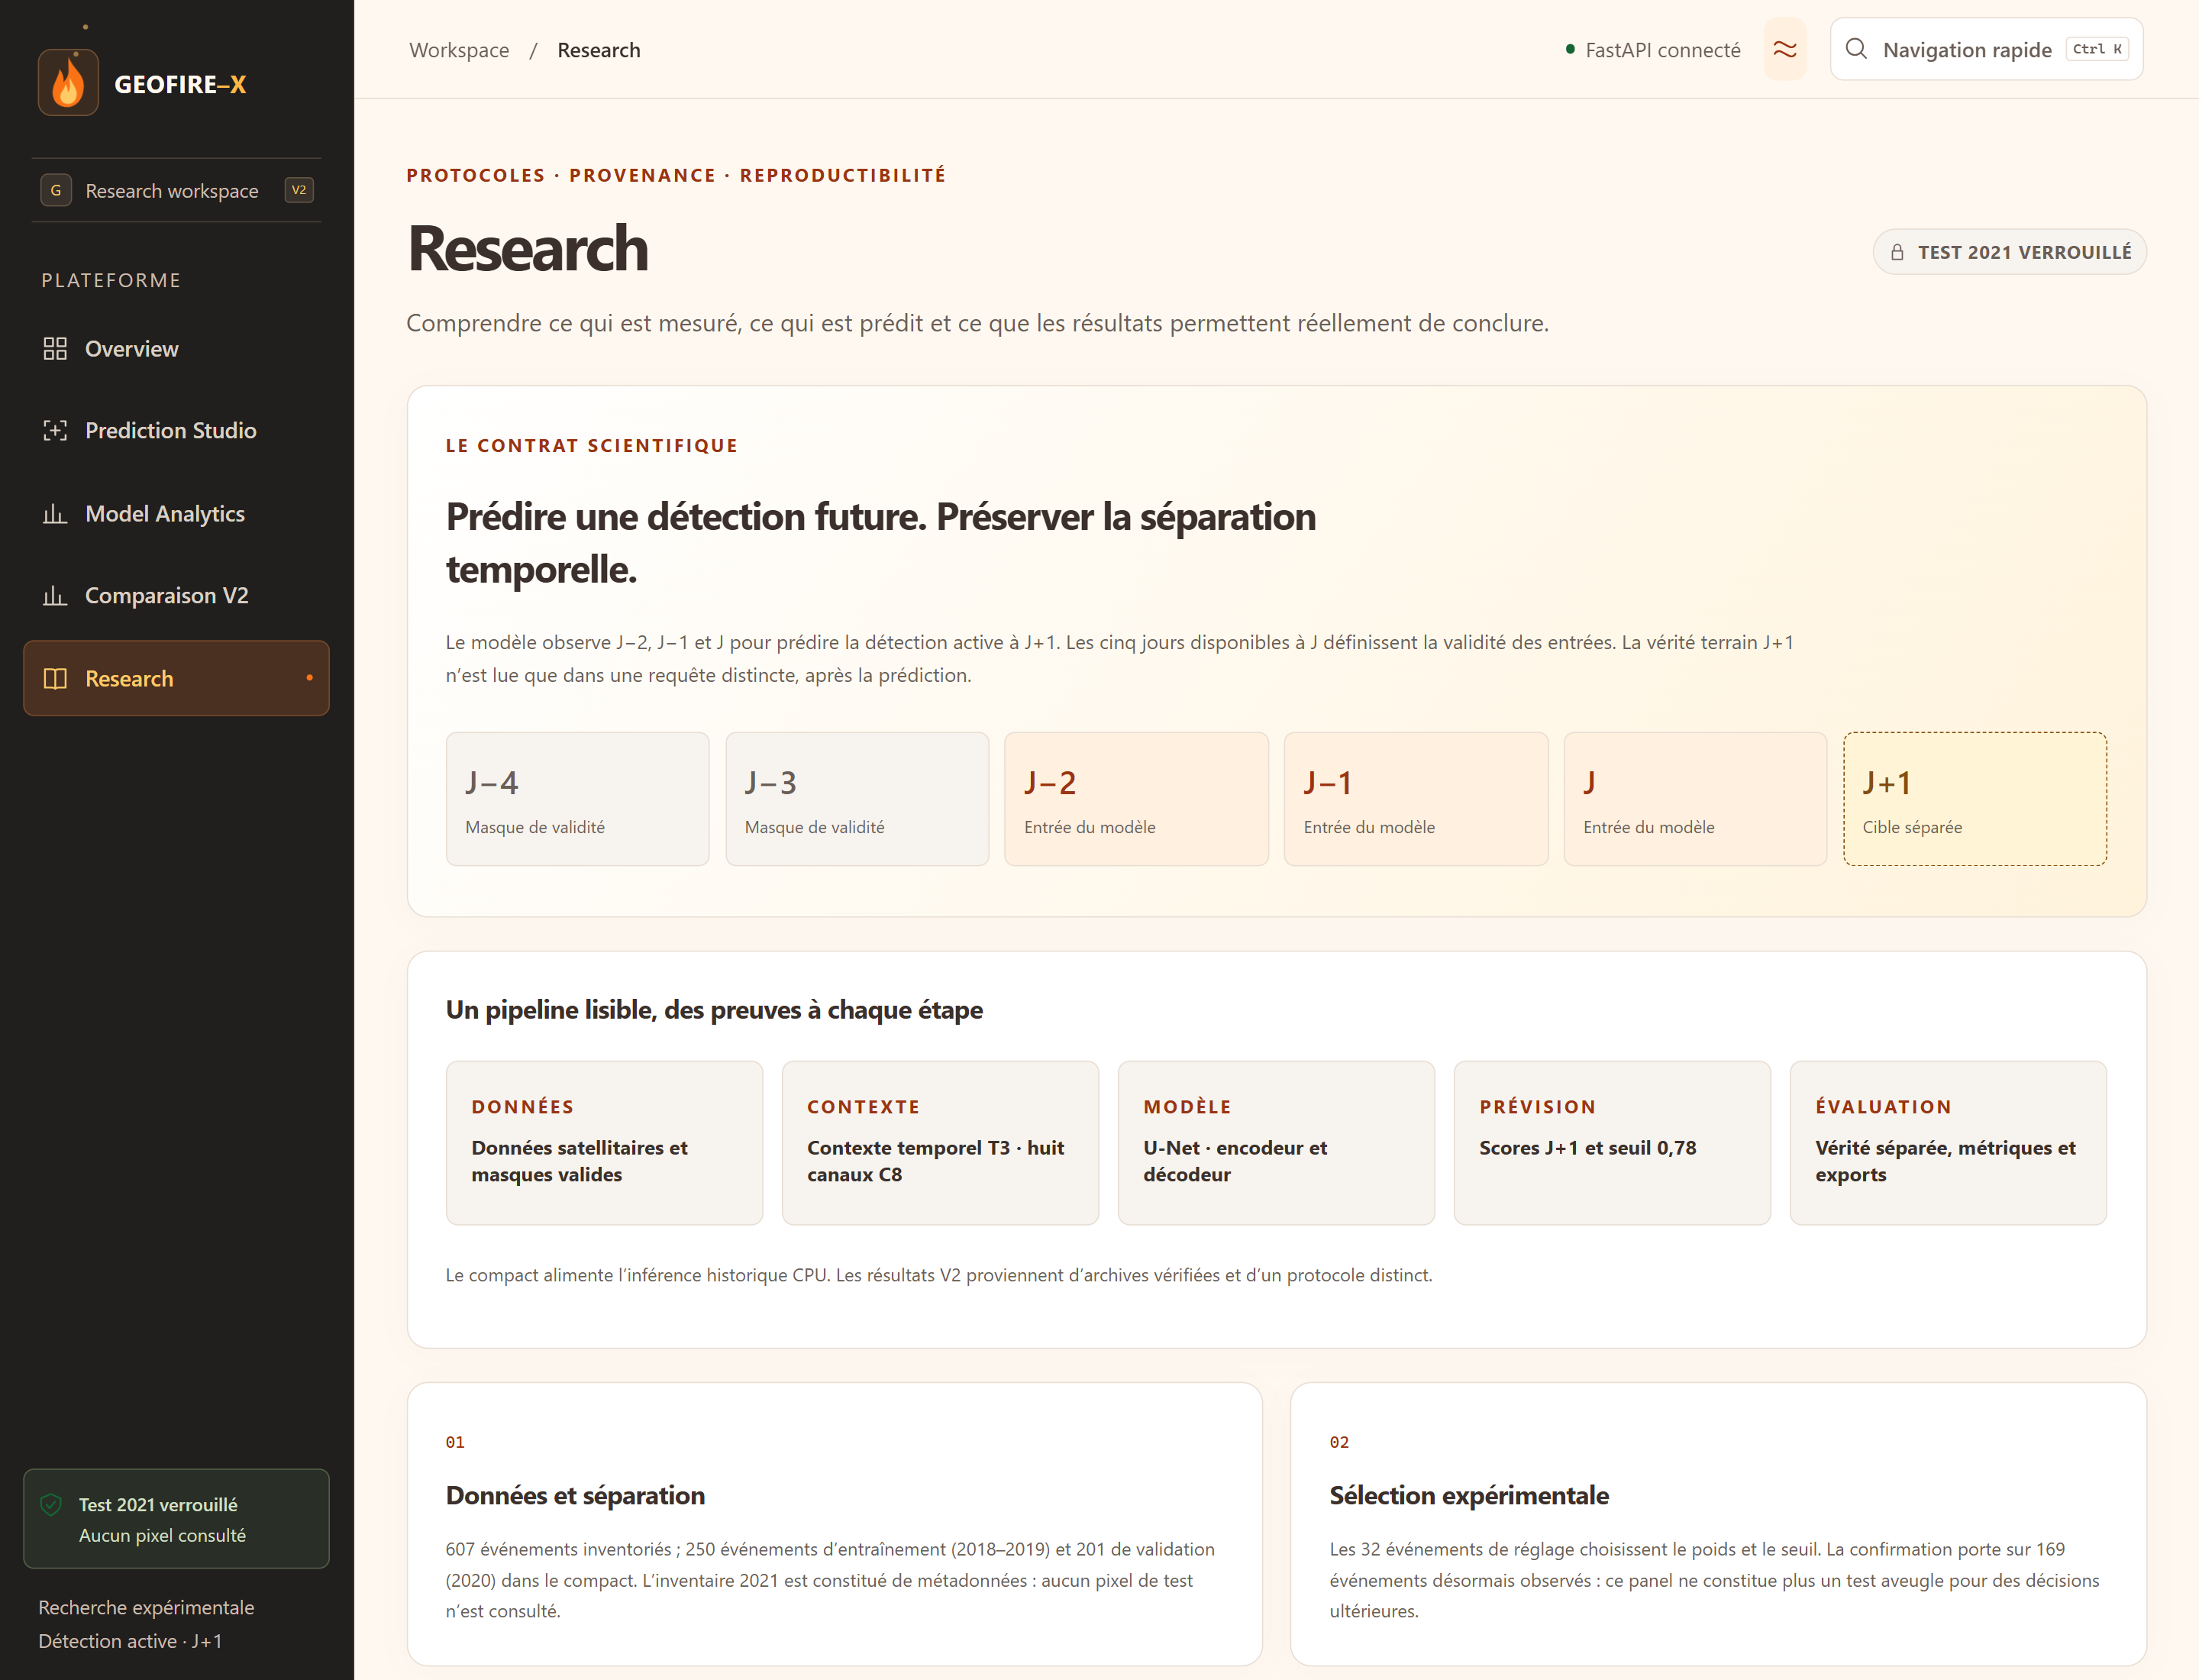 GEOFIRE–X
G Research workspace V2
PLATEFORME
Overview
Prediction Studio
Model Analytics
Comparaison V2
Research
Test 2021 verrouillé
Aucun pixel consulté
Recherche expérimentale
Détection active · J+1
Workspace / Research
FastAPI connecté
Navigation rapide Ctrl K
PROTOCOLES · PROVENANCE · REPRODUCTIBILITÉ
Research
TEST 2021 VERROUILLÉ
Comprendre ce qui est mesuré, ce qui est prédit et ce que les résultats permettent réellement de conclure.
LE CONTRAT SCIENTIFIQUE
Prédire une détection future. Préserver la séparation
temporelle.
Le modèle observe J−2, J−1 et J pour prédire la détection active à J+1. Les cinq jours disponibles à J définissent la validité des entrées. La vérité terrain J+1
n’est lue que dans une requête distincte, après la prédiction.
J−4
Masque de validité
J−3
Masque de validité
J−2
Entrée du modèle
J−1
Entrée du modèle
J
Entrée du modèle
J+1
Cible séparée
Un pipeline lisible, des preuves à chaque étape
DONNÉES
Données satellitaires et
masques valides
CONTEXTE
Contexte temporel T3 · huit
canaux C8
MODÈLE
U-Net · encodeur et
décodeur
PRÉVISION
Scores J+1 et seuil 0,78
ÉVALUATION
Vérité séparée, métriques et
exports
Le compact alimente l’inférence historique CPU. Les résultats V2 proviennent d’archives vérifiées et d’un protocole distinct.
01
Données et séparation
607 événements inventoriés ; 250 événements d’entraînement (2018–2019) et 201 de validation
(2020) dans le compact. L’inventaire 2021 est constitué de métadonnées : aucun pixel de test
n’est consulté.
02
Sélection expérimentale
Les 32 événements de réglage choisissent le poids et le seuil. La confirmation porte sur 169
événements désormais observés : ce panel ne constitue plus un test aveugle pour des décisions
ultérieures.